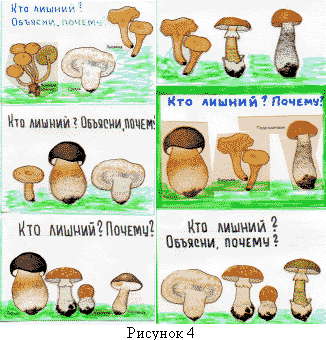 Кто лишний?
Объясни, почему?
Кто лишний? Почему?
Кто лишний? Объясни, почему?
Кто лишний? Почему?
Кто лишний?
Объясни, почему?
Рисунок 4